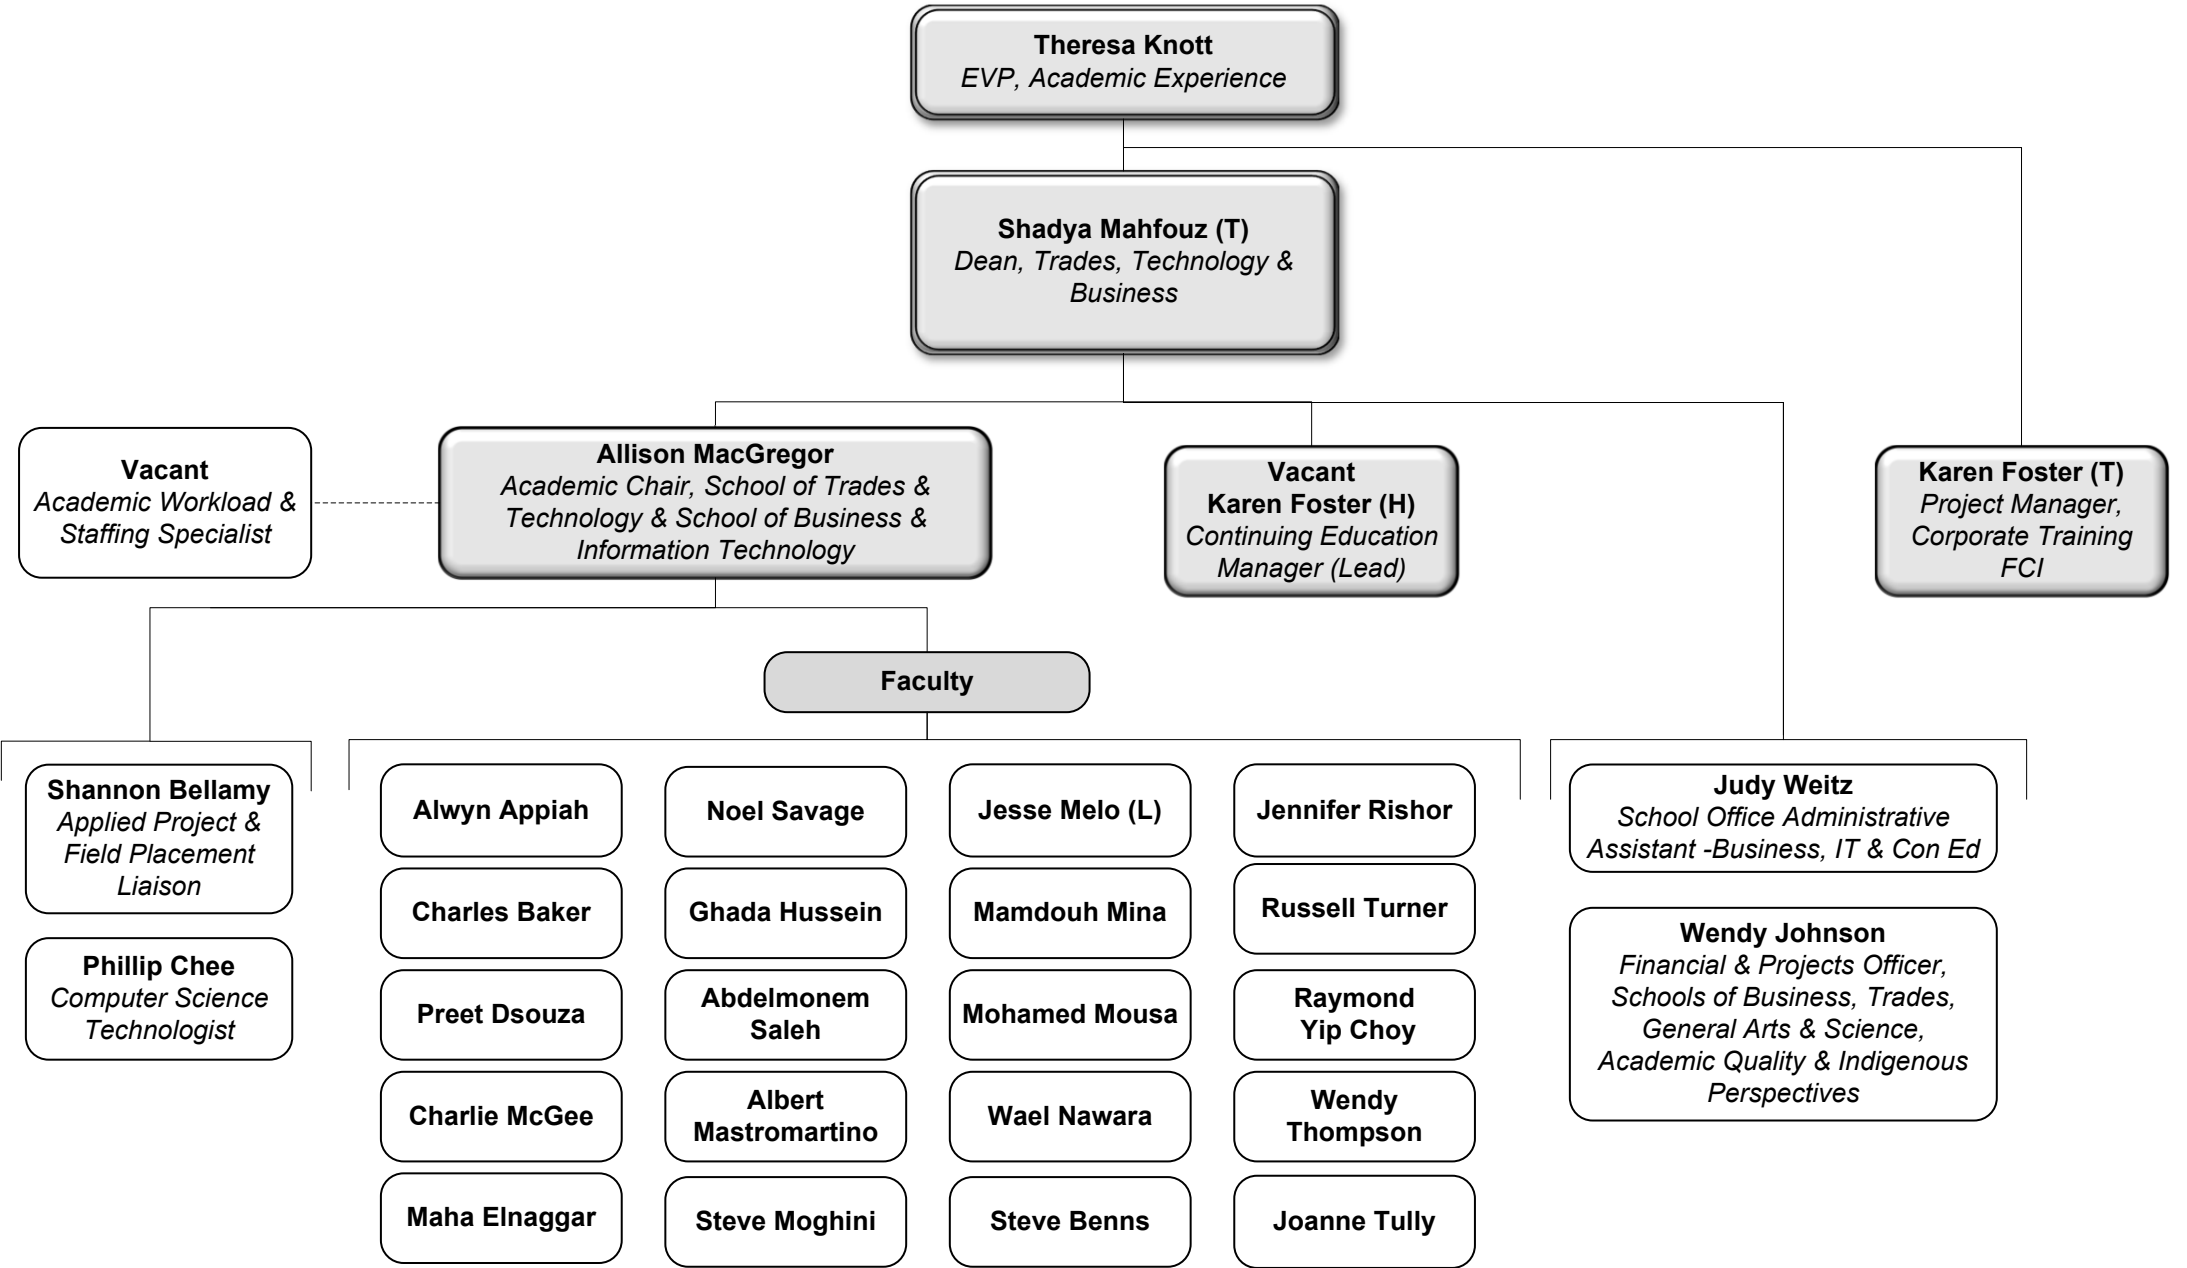 Theresa Knott
EVP, Academic Experience
Shadya Mahfouz (T)
Dean, Trades, Technology &
Business
Vacant
Academic Workload &
Staffing Specialist
Allison MacGregor
Academic Chair, School of Trades &
Technology & School of Business &
Information Technology
Vacant
Karen Foster (H)
Continuing Education
Manager (Lead)
Karen Foster (T)
Project Manager,
Corporate Training
FCI
Faculty
Shannon Bellamy
Applied Project &
Field Placement
Liaison
Phillip Chee
Computer Science
Technologist
Alwyn Appiah
Charles Baker
Preet Dsouza
Charlie McGee
Maha Elnaggar
Noel Savage
Ghada Hussein
Abdelmonem
Saleh
Albert
Mastromartino
Steve Moghini
Jesse Melo (L)
Mamdouh Mina
Mohamed Mousa
Wael Nawara
Steve Benns
Jennifer Rishor
Russell Turner
Raymond
Yip Choy
Wendy
Thompson
Joanne Tully
Judy Weitz
School Office Administrative
Assistant -Business, IT & Con Ed
Wendy Johnson
Financial & Projects Officer,
Schools of Business, Trades,
General Arts & Science,
Academic Quality & Indigenous
Perspectives